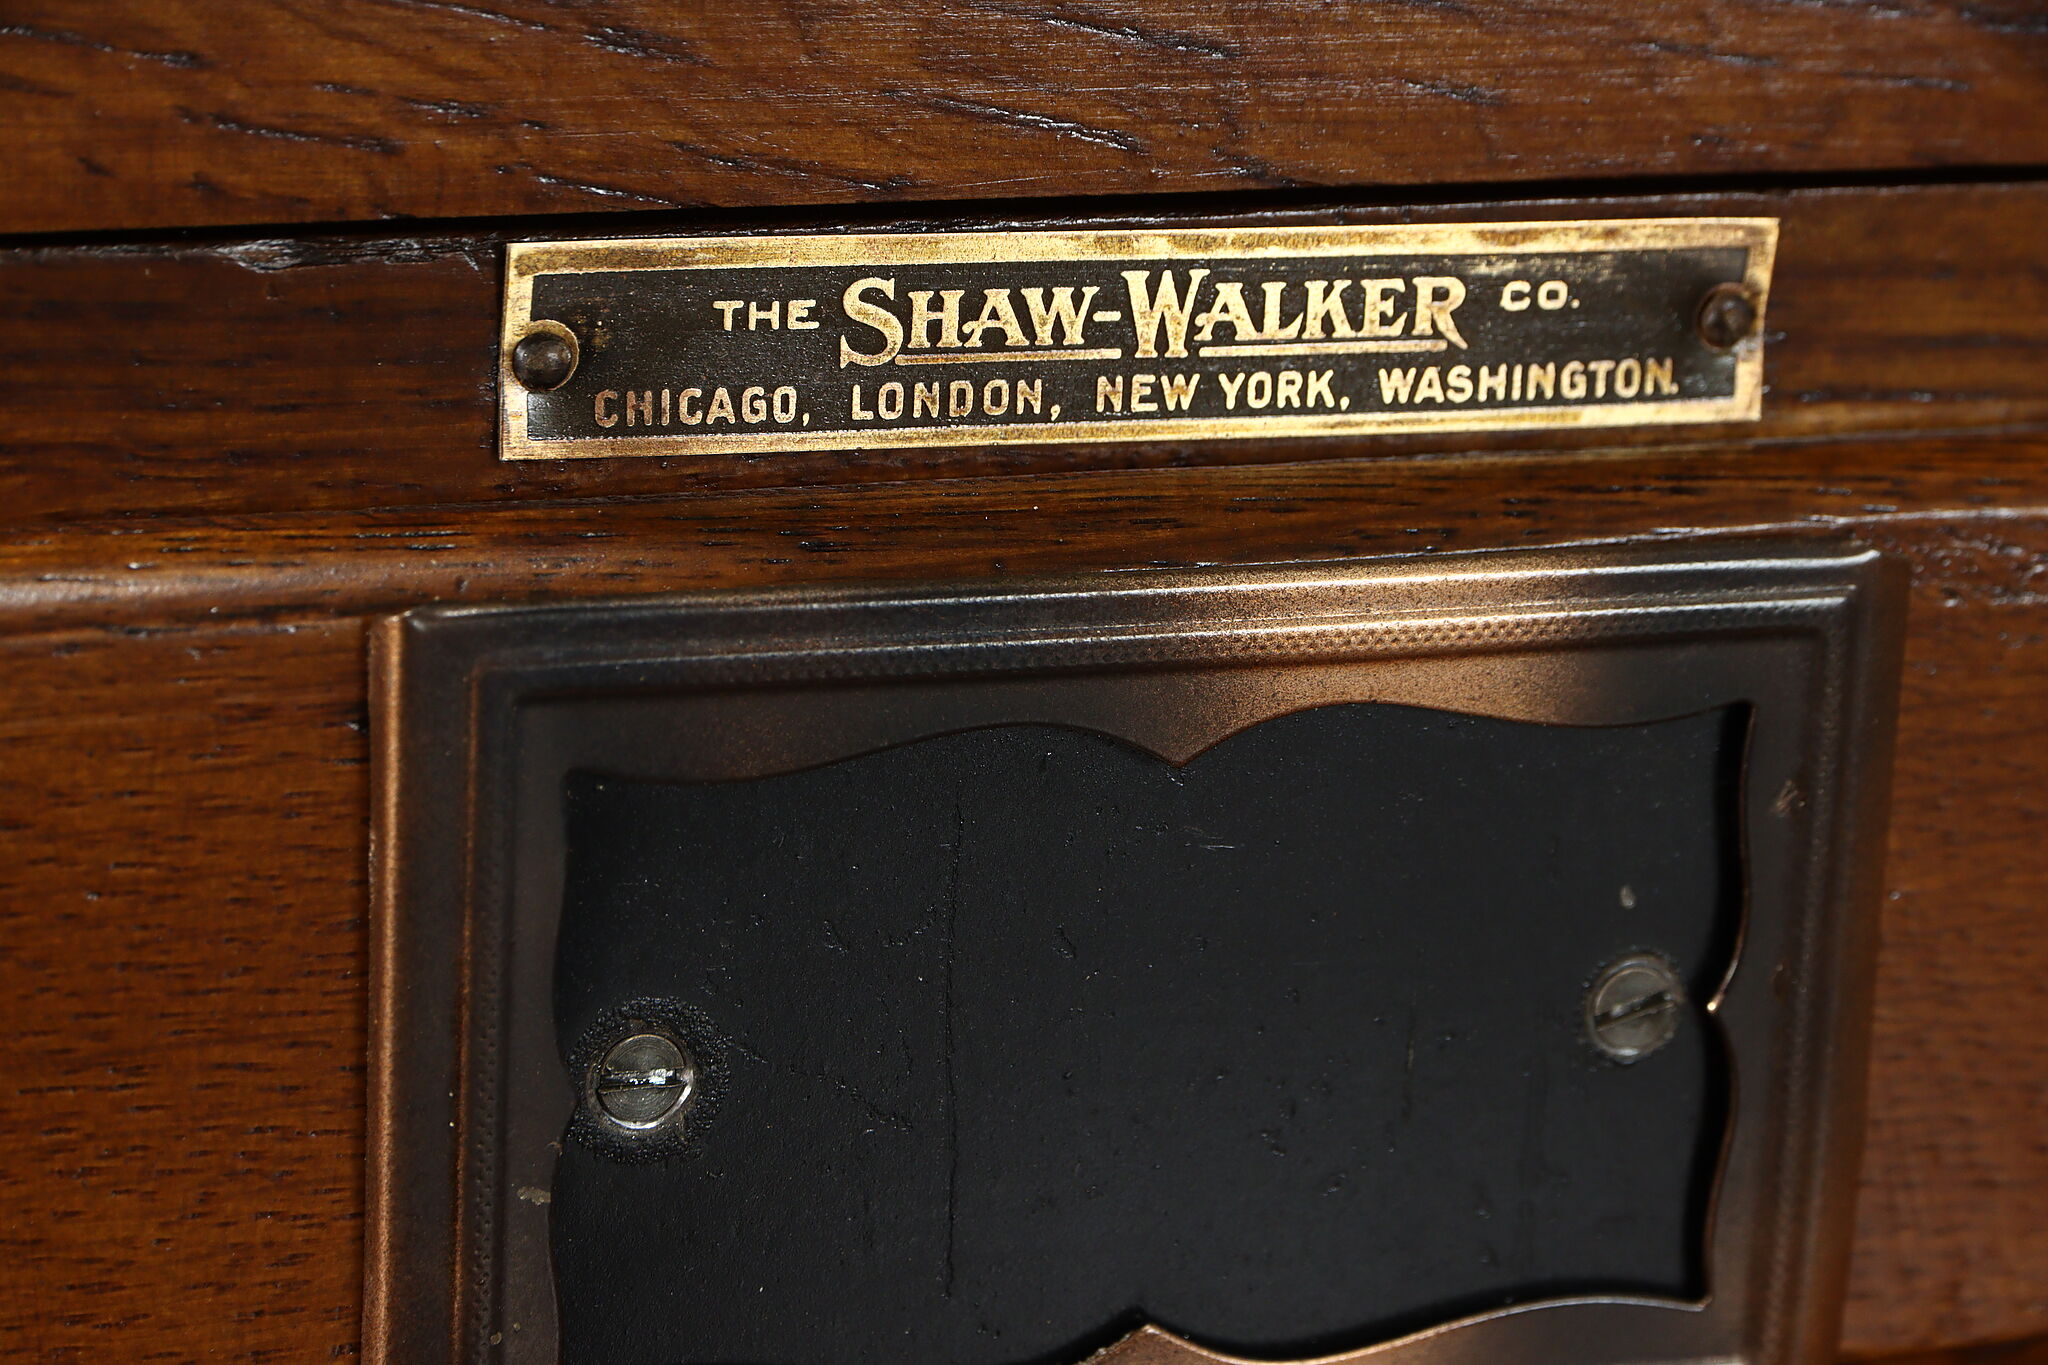 THE SHAW-WALKER CO.
CHICAGO, LONDON, NEW YORK, WASHINGTON.